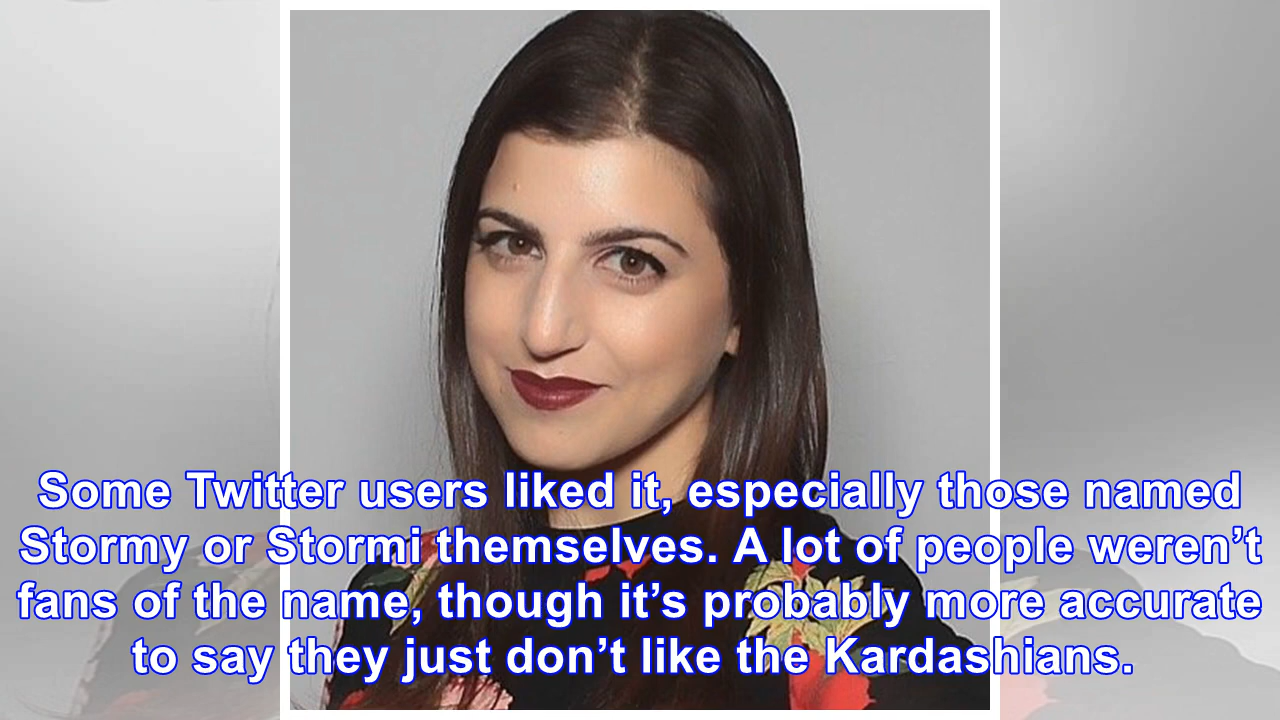 Some Twitter users liked it, especially those named
Stormy or Stormi themselves. A lot of people weren’t
fans of the name, though it’s probably more accurate
to say they just don’t like the Kardashians.